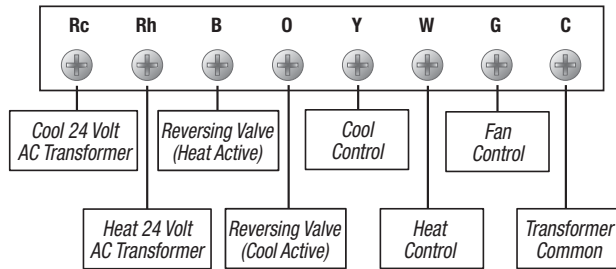 Rc Rh B O Y W G C
Cool 24 Volt
AC Transformer
Reversing Valve
(Heat Active)
Cool
Control
Fan
Control
Heat 24 Volt
AC Transformer
Reversing Valve
(Cool Active)
Heat
Control
Transformer
Common